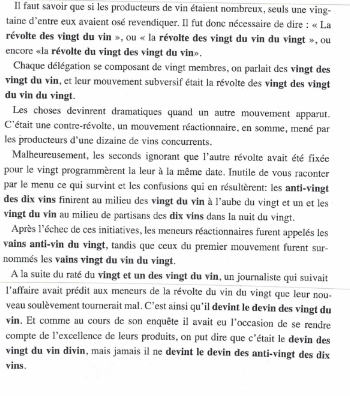 Il faut savoir que si les producteurs de vin étaient nombreux, seuls une ving-
taine d'entre eux avaient osé revendiquer. Il fut donc nécessaire de dire : « La
révolte des vingt du vin », ou « la révolte des vingt du vin du vingt », ou
encore «la révolte du vingt des vingt du vin».
Chaque délégation se composant de vingt membres, on parlait des vingt des
vingt du vin, et leur mouvement subversif était la révolte des vingt des vingt
du vin du vingt.
Les choses devinrent dramatiques quand un autre mouvement apparut.
C'était une contre-révolte, un mouvement réactionnaire, en somme, mené par
les producteurs d'une dizaine de vins concurrents.
Malheureusement, les seconds ignorant que l'autre révolte avait été fixée
pour le vingt programmèrent la leur à la même date. Inutile de vous raconter
par le menu ce qui survint et les confusions qui en résultèrent: les anti-vingt
des dix vins finirent au milieu des vingt du vin à l'aube du vingt et un et les
vingt du vin au milieu de partisans des dix vins dans la nuit du vingt.
Après l'échec de ces initiatives, les meneurs réactionnaires furent appelés les
vains anti-vin du vingt, tandis que ceux du premier mouvement furent sur-
nommés les vains vingt du vin du vingt.
A la suite du raté du vingt et un des vingt du vin, un journaliste qui suivait
l'affaire avait prédit aux meneurs de la révolte du vin du vingt que leur nou-
veau soulèvement tournerait mal. C'est ainsi qu'il devint le devin des vingt du
vin. Et comme au cours de son enquête il avait eu l'occasion de se rendre
compte de l'excellence de leurs produits, on put dire que c'était le devin des
vingt du vin divin, mais jamais il ne devint le devin des anti-vingt des dix
vins.